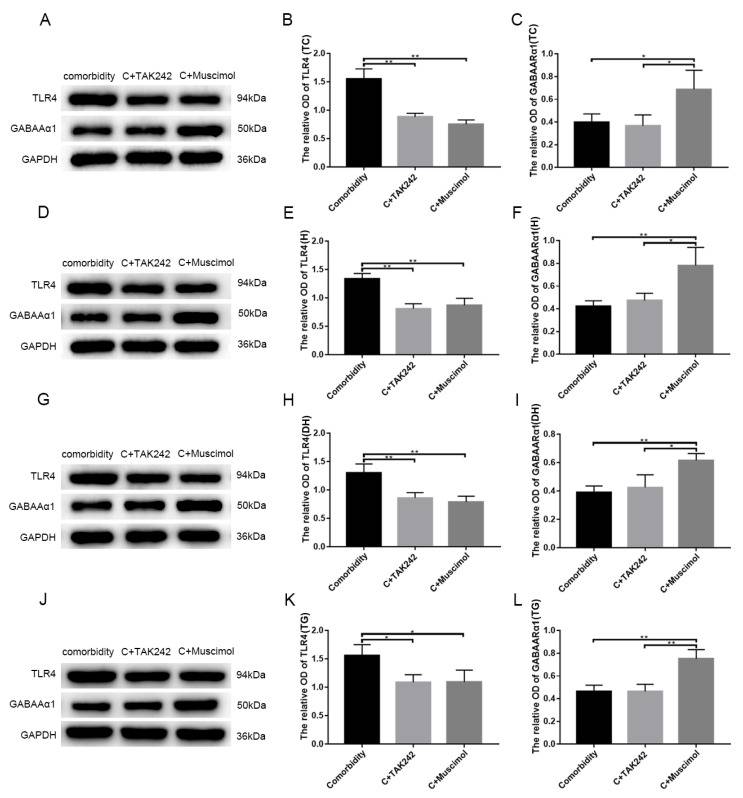 A
comorbidity C+TAK242 C+Muscimol
TLR4 94kDa
GABAAα1 50kDa
GAPDH 36kDa
B
The relative OD of TLR4 (TC)
2.0
1.5
1.0
0.5
0.0
**
**
Comorbidity
C+TAK242
C+Muscimol
C
The relative OD of GABAARα1(TC)
1.0
0.8
0.6
0.4
0.2
0.0
*
*
Comorbidity
C+TAK242
C+Muscimol
D
comorbidity C+TAK242 C+Muscimol
TLR4 94kDa
GABAAα1 50kDa
GAPDH 36kDa
E
The relative OD of TLR4(H)
2.0
1.5
1.0
0.5
0.0
**
**
Comorbidity
C+TAK242
C+Muscimol
F
The relative OD of GABAARα1(H)
1.0
0.8
0.6
0.4
0.2
0.0
**
*
Comorbidity
C+TAK242
C+Muscimol
G
comorbidity C+TAK242 C+Muscimol
TLR4 94kDa
GABAAα1 50kDa
GAPDH 36kDa
H
The relative OD of TLR4(DH)
2.0
1.5
1.0
0.5
0.0
**
**
Comorbidity
C+TAK242
C+Muscimol
I
The relative OD of GABAARα1(DH)
0.8
0.6
0.4
0.2
0.0
**
*
Comorbidity
C+TAK242
C+Muscimol
J
comorbidity C+TAK242 C+Muscimol
TLR4 94kDa
GABAAα1 50kDa
GAPDH 36kDa
K
The relative OD of TLR4(TG)
2.0
1.5
1.0
0.5
0.0
*
*
Comorbidity
C+TAK242
C+Muscimol
L
The relative OD of GABAARα1(TG)
1.0
0.8
0.6
0.4
0.2
0.0
**
**
Comorbidity
C+TAK242
C+Muscimol